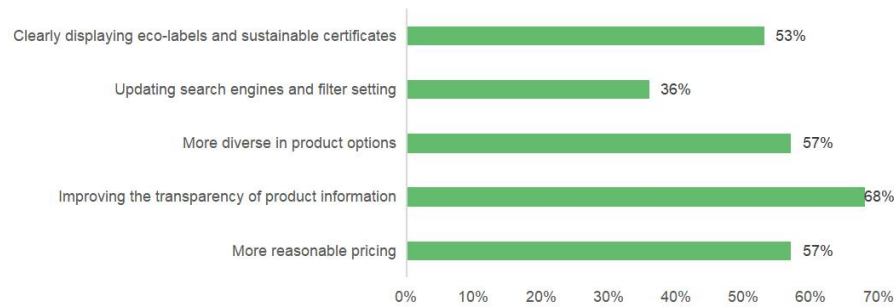 Clearly displaying eco-labels and sustainable certificates 53%
Updating search engines and filter setting 36%
More diverse in product options 57%
Improving the transparency of product information 68%
More reasonable pricing 57%
0% 10% 20% 30% 40% 50% 60% 70%